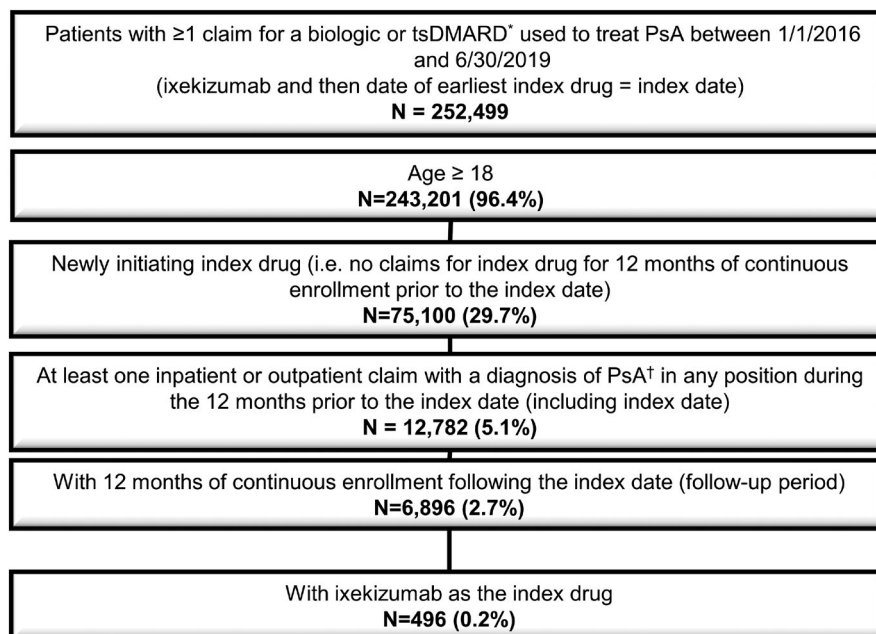 Patients with ≥1 claim for a biologic or tsDMARD* used to treat PsA between 1/1/2016
and 6/30/2019
(ixekizumab and then date of earliest index drug = index date)
N = 252,499
Age ≥ 18
N=243,201 (96.4%)
Newly initiating index drug (i.e. no claims for index drug for 12 months of continuous
enrollment prior to the index date)
N=75,100 (29.7%)
At least one inpatient or outpatient claim with a diagnosis of PsA† in any position during
the 12 months prior to the index date (including index date)
N = 12,782 (5.1%)
With 12 months of continuous enrollment following the index date (follow-up period)
N=6,896 (2.7%)
With ixekizumab as the index drug
N=496 (0.2%)